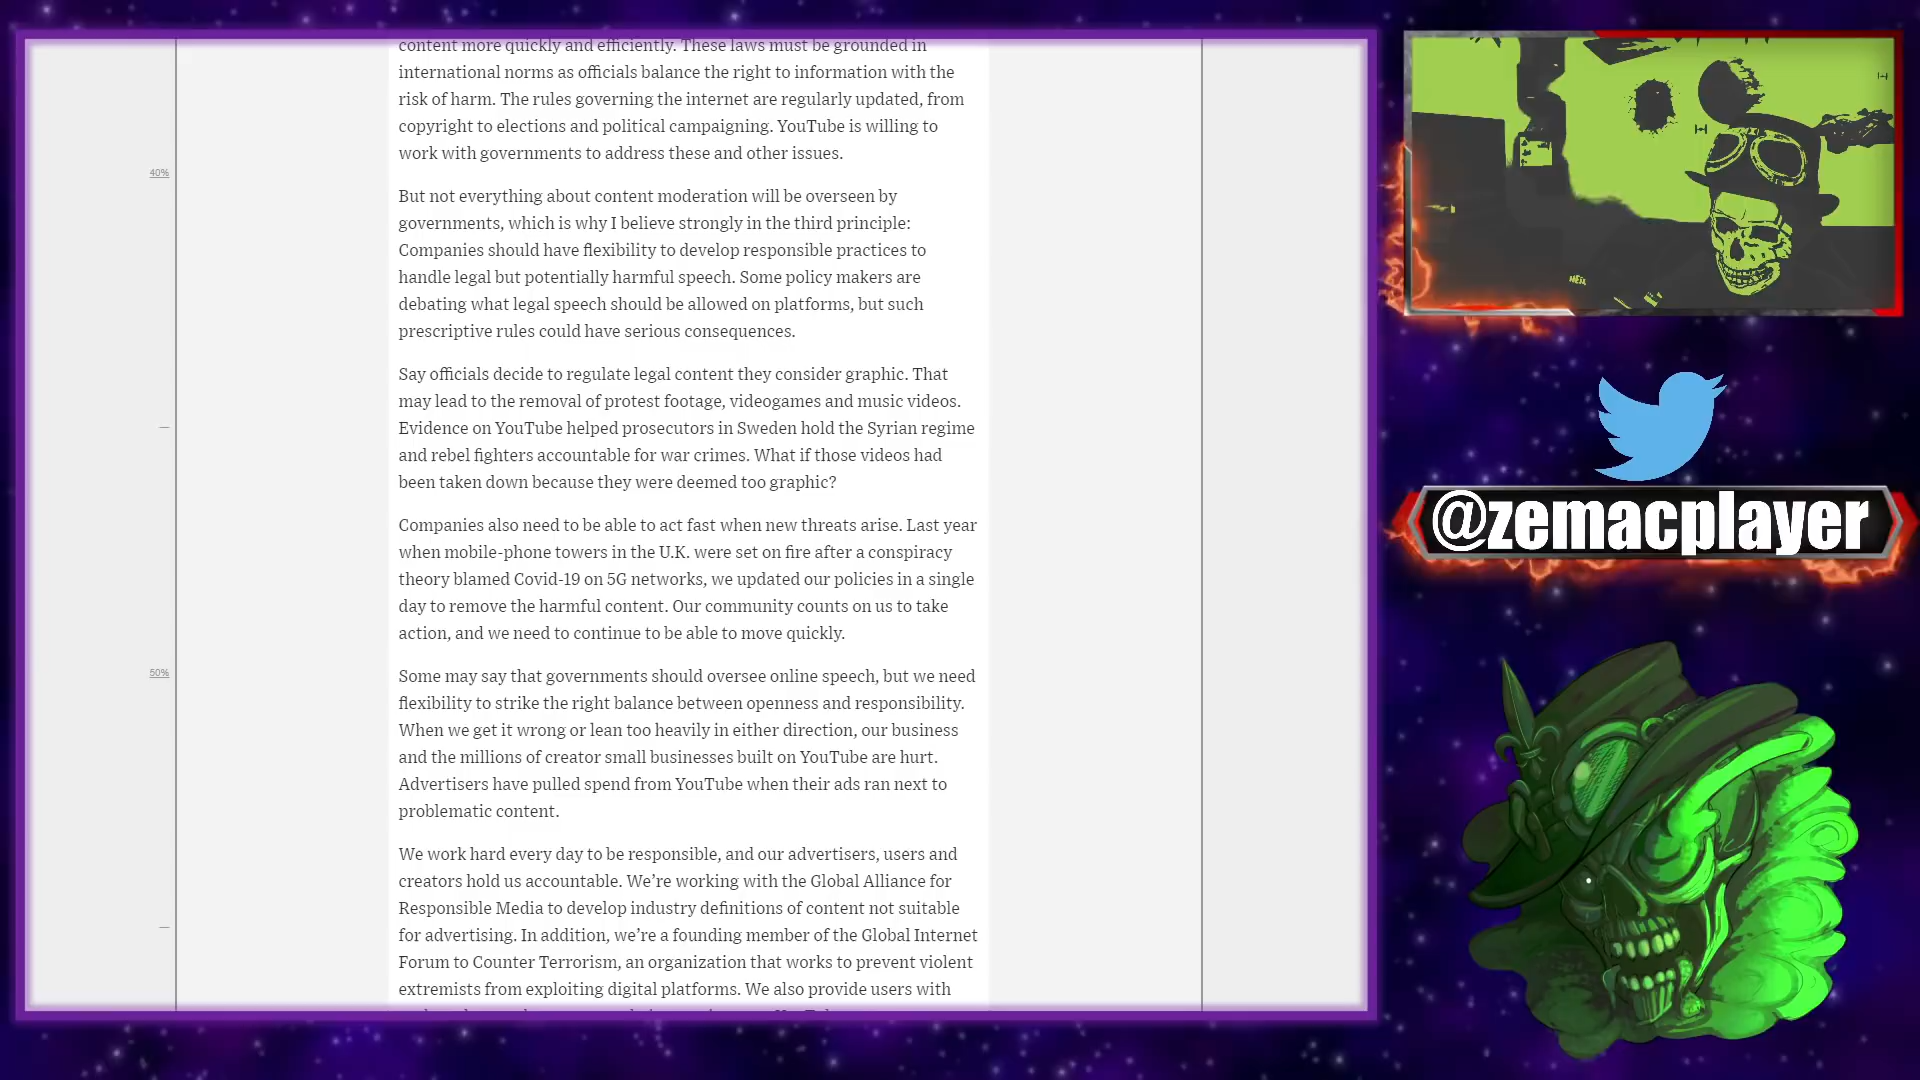 content more quickly and efficiently. These laws must be grounded in
international norms as officials balance the right to information with the
risk of harm. The rules governing the internet are regularly updated, from
copyright to elections and political campaigning. YouTube is willing to
work with governments to address these and other issues.
40%
But not everything about content moderation will be overseen by
governments, which is why I believe strongly in the third principle:
Companies should have flexibility to develop responsible practices to
handle legal but potentially harmful speech. Some policy makers are
debating what legal speech should be allowed on platforms, but such
prescriptive rules could have serious consequences.
Say officials decide to regulate legal content they consider graphic. That
may lead to the removal of protest footage, videogames and music videos.
Evidence on YouTube helped prosecutors in Sweden hold the Syrian regime
and rebel fighters accountable for war crimes. What if those videos had
been taken down because they were deemed too graphic?
Companies also need to be able to act fast when new threats arise. Last year
when mobile-phone towers in the U.K. were set on fire after a conspiracy
theory blamed Covid-19 on 5G networks, we updated our policies in a single
day to remove the harmful content. Our community counts on us to take
action, and we need to continue to be able to move quickly.
50%
Some may say that governments should oversee online speech, but we need
flexibility to strike the right balance between openness and responsibility.
When we get it wrong or lean too heavily in either direction, our business
and the millions of creator small businesses built on YouTube are hurt.
Advertisers have pulled spend from YouTube when their ads ran next to
problematic content.
We work hard every day to be responsible, and our advertisers, users and
creators hold us accountable. We’re working with the Global Alliance for
Responsible Media to develop industry definitions of content not suitable
for advertising. In addition, we’re a founding member of the Global Internet
Forum to Counter Terrorism, an organization that works to prevent violent
extremists from exploiting digital platforms. We also provide users with
@zemacplayer